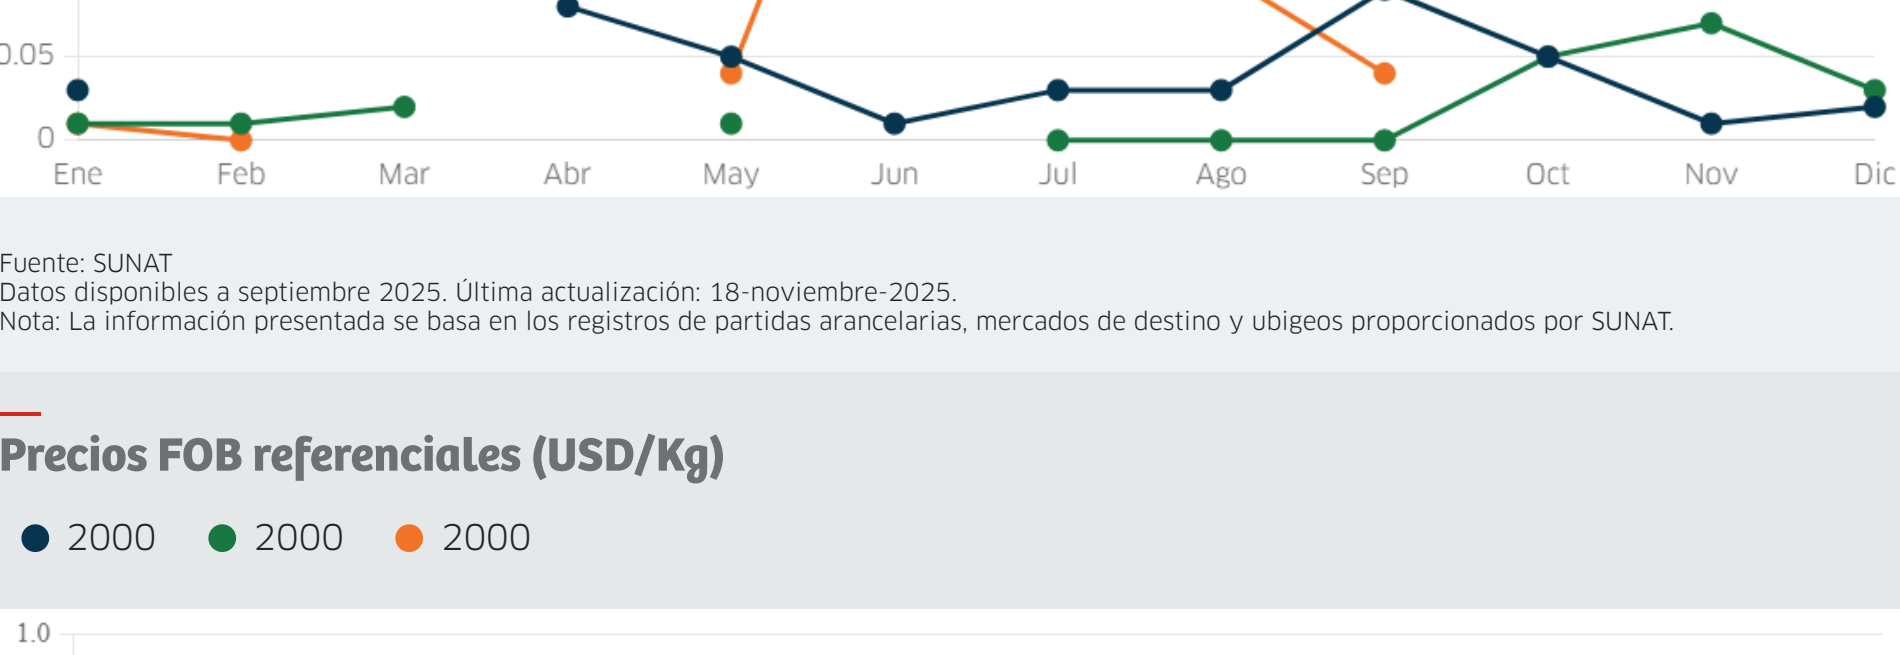 0.05
0
Ene Feb Mar Abr May Jun Jul Ago Sep Oct Nov Dic
Fuente: SUNAT
Datos disponibles a septiembre 2025. Última actualización: 18-noviembre-2025.
Nota: La información presentada se basa en los registros de partidas arancelarias, mercados de destino y ubigeos proporcionados por SUNAT.
Precios FOB referenciales (USD/Kg)
2000 2000 2000
1.0